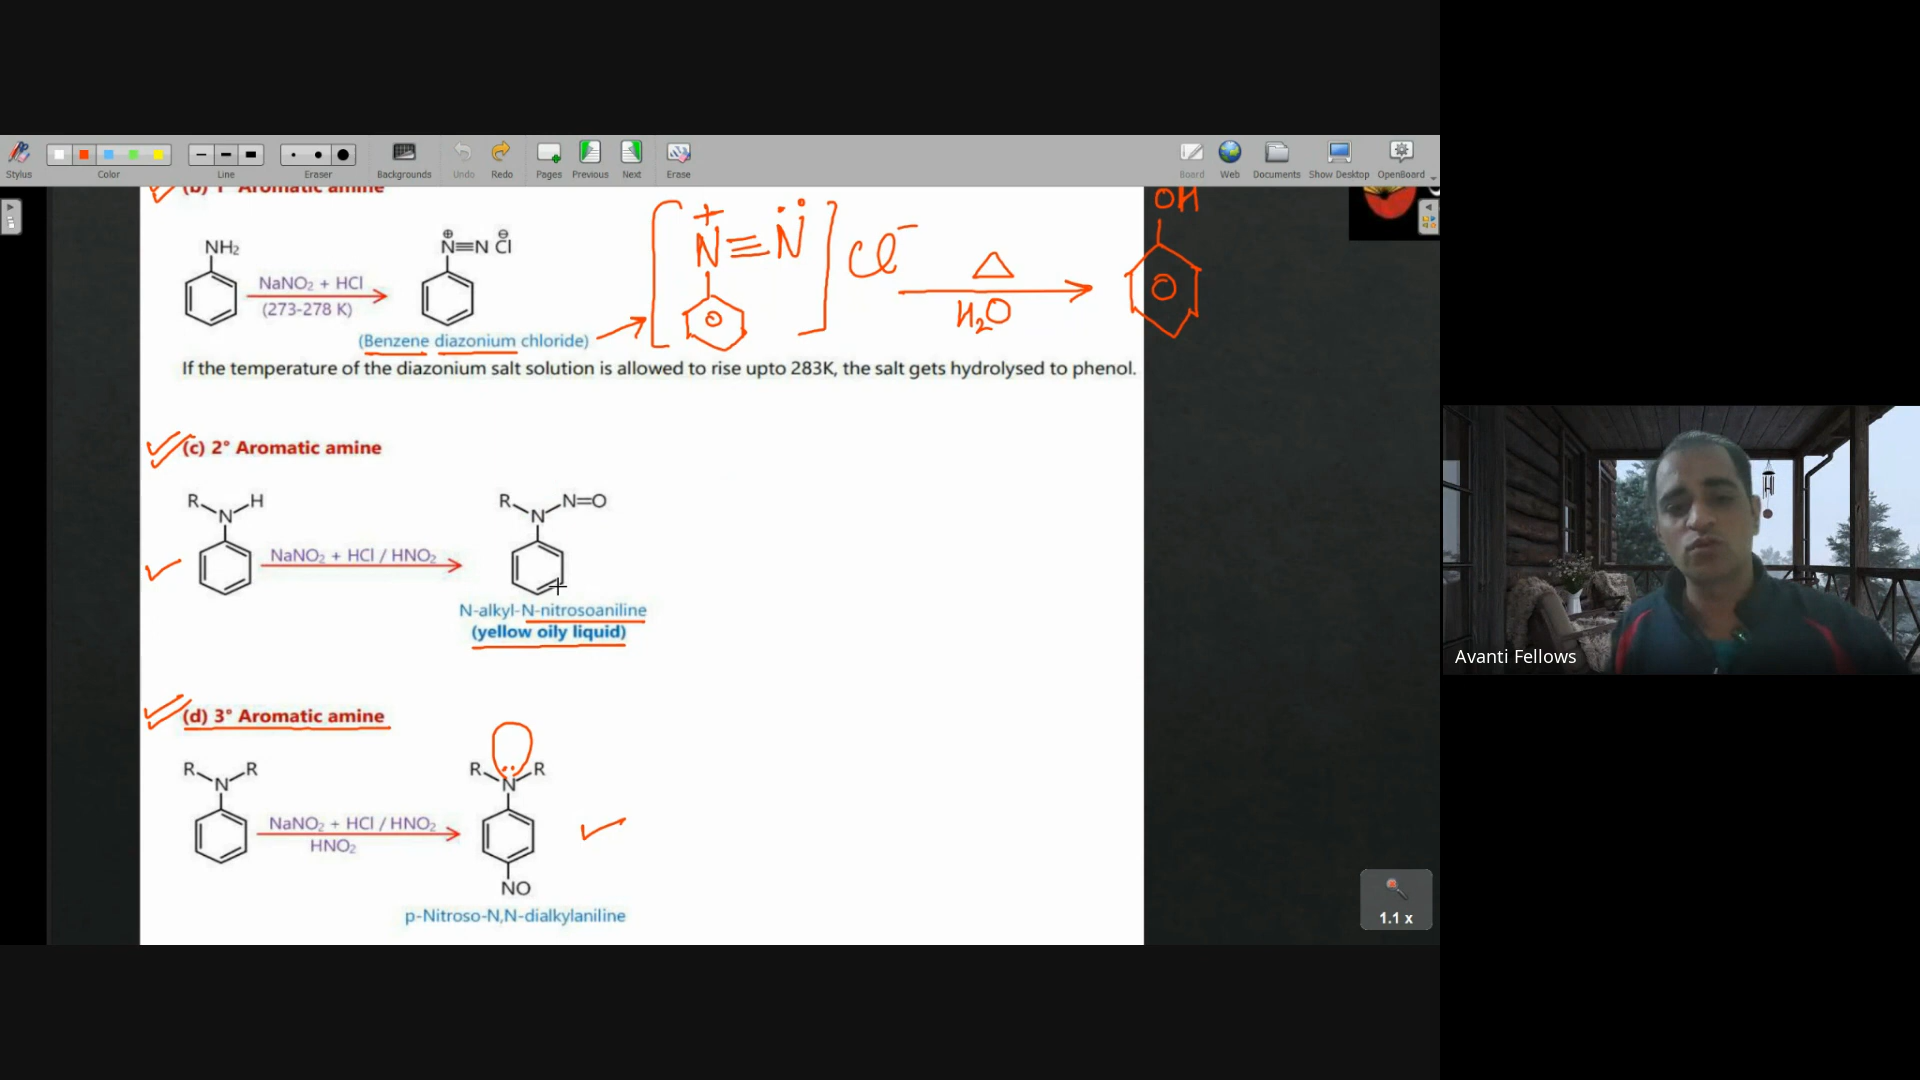 Stylus
Color
Line
Eraser
Backgrounds
Undo
Redo
Pages
Previous
Next
Erase
Board
Web
Documents
Show Desktop
OpenBoard
(b) 1° Aromatic amine
NH₂
NaNO₂ + HCl
(273-278 K)
⊕ ⊖
N≡N Cl
(Benzene diazonium chloride)
+
N≡N̈
Cl⁻
△
H₂O
OH
If the temperature of the diazonium salt solution is allowed to rise upto 283K, the salt gets hydrolysed to phenol.
(c) 2° Aromatic amine
R N H
NaNO₂ + HCl / HNO₂
R N N=O
N-alkyl-N-nitrosoaniline
(yellow oily liquid)
(d) 3° Aromatic amine
R N R
NaNO₂ + HCl / HNO₂
HNO₂
R N R
NO
p-Nitroso-N,N-dialkylaniline
1.1 x
Avanti Fellows